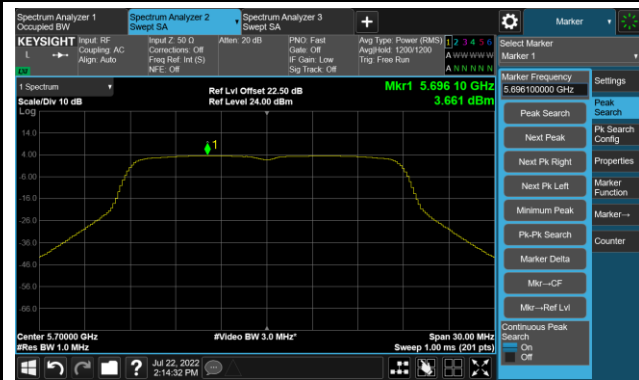 Spectrum Analyzer 1
Occupied BW
Spectrum Analyzer 2
Swept SA
Spectrum Analyzer 3
Swept SA
+
Marker
KEYSIGHT
L
LXI
Input: RF
Coupling: AC
Align: Auto
Input Z: 50 Ω
Corrections: Off
Freq Ref: Int (S)
NFE: Off
Atten: 20 dB
PNO: Fast
Gate: Off
IF Gain: Low
Sig Track: Off
Avg Type: Power (RMS)
Avg|Hold: 1200/1200
Trig: Free Run
1 2 3 4 5 6
A W W W W W
A N N N N N
Select Marker
Marker 1
1 Spectrum
Scale/Div 10 dB
Log
Ref Lvl Offset 22.50 dB
Ref Level 24.00 dBm
Mkr1 5.696 10 GHz
3.661 dBm
1
14.0
4.00
-6.00
-16.0
-26.0
-36.0
-46.0
-56.0
-66.0
Center 5.70000 GHz
#Res BW 1.0 MHz
#Video BW 3.0 MHz*
Span 30.00 MHz
Sweep 1.00 ms (201 pts)
Marker Frequency
5.696100000 GHz
Peak Search
Next Peak
Next Pk Right
Next Pk Left
Minimum Peak
Pk-Pk Search
Marker Delta
Mkr→CF
Mkr→Ref Lvl
Continuous Peak
Search
On
Off
Settings
Peak
Search
Pk Search
Config
Properties
Marker
Function
Marker→
Counter
?
Jul 22, 2022
2:14:32 PM